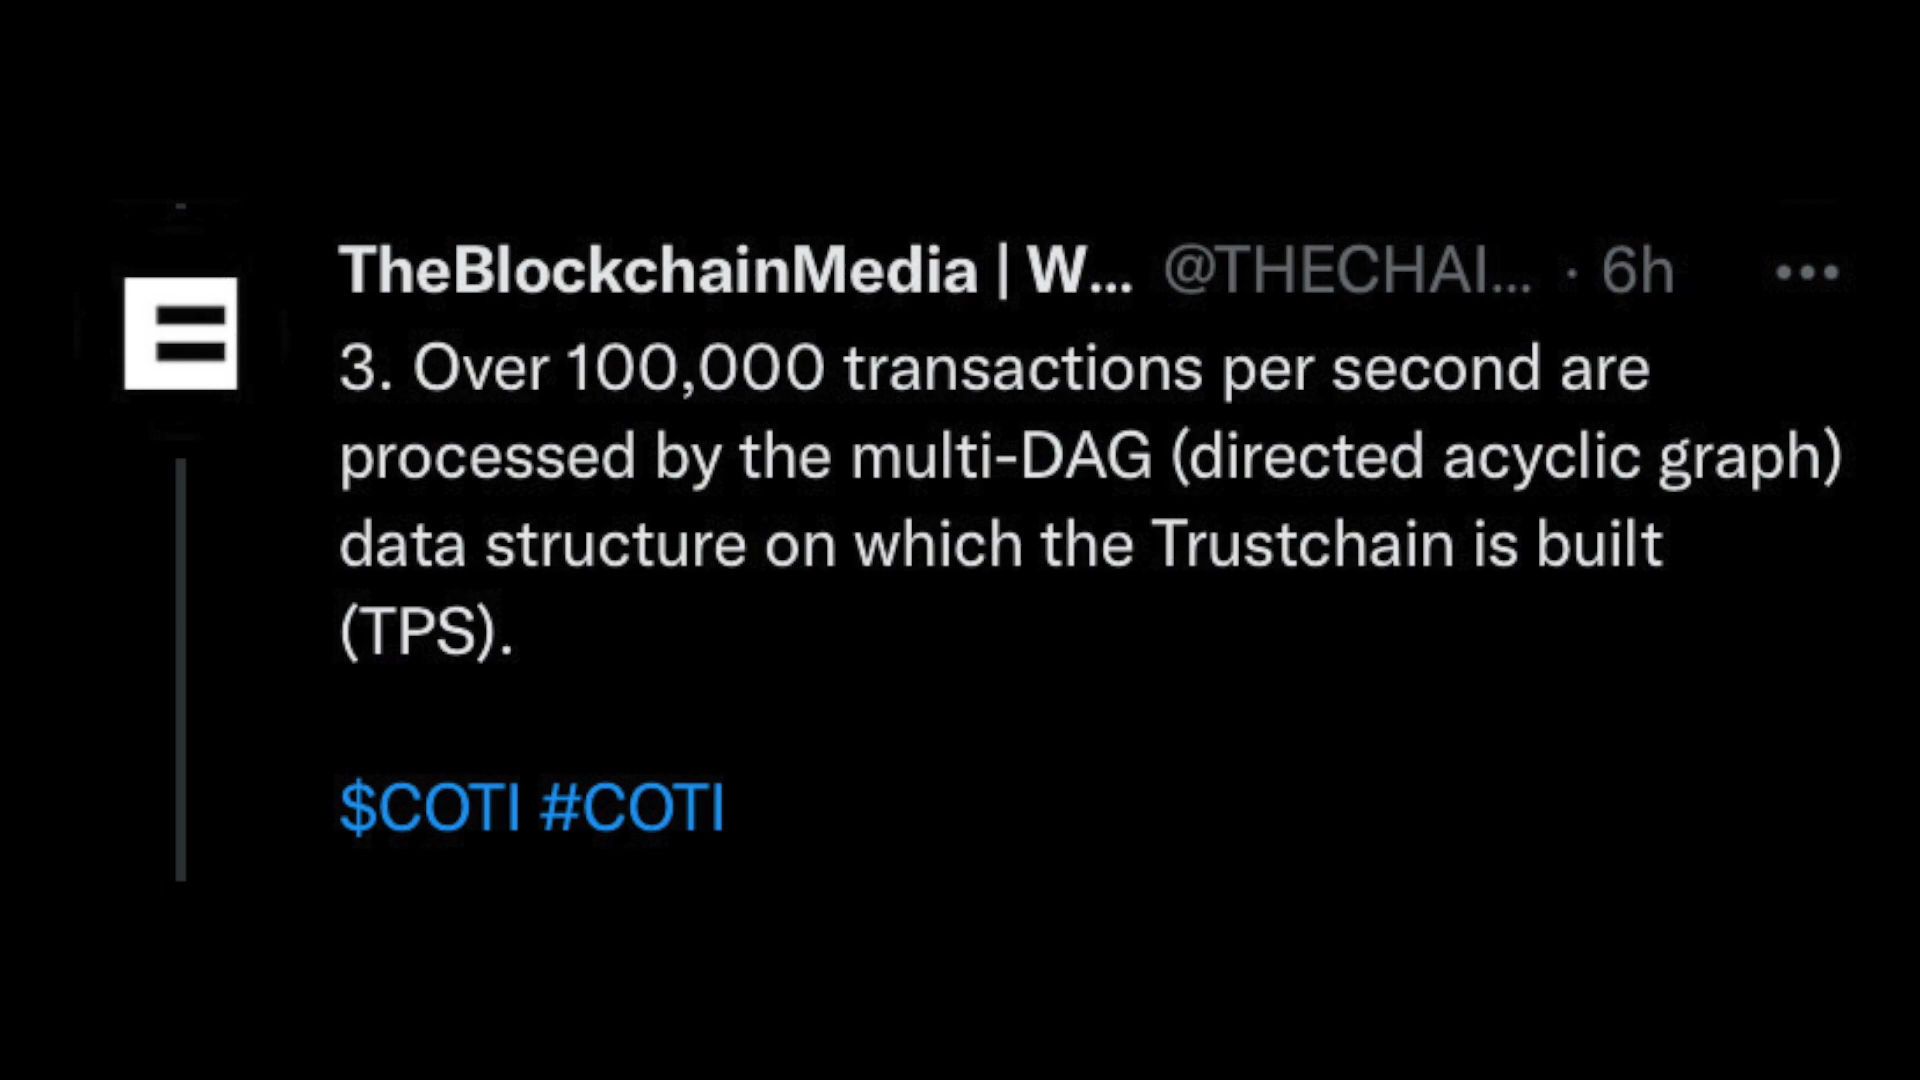 TheBlockchainMedia | W... @THECHAI... · 6h
3. Over 100,000 transactions per second are
processed by the multi-DAG (directed acyclic graph)
data structure on which the Trustchain is built
(TPS).
$COTI #COTI